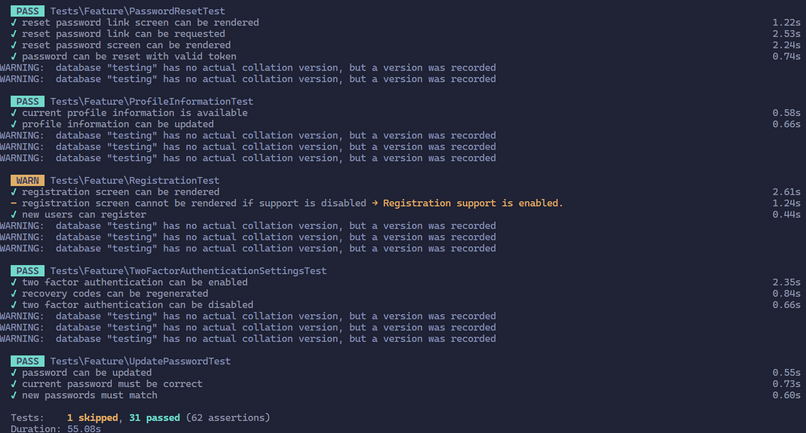 PASS Tests\Feature\PasswordResetTest
✓ reset password link screen can be rendered 1.22s
✓ reset password link can be requested 2.53s
✓ reset password screen can be rendered 2.24s
✓ password can be reset with valid token 0.74s
WARNING: database "testing" has no actual collation version, but a version was recorded
WARNING: database "testing" has no actual collation version, but a version was recorded
PASS Tests\Feature\ProfileInformationTest
✓ current profile information is available 0.58s
✓ profile information can be updated 0.66s
WARNING: database "testing" has no actual collation version, but a version was recorded
WARNING: database "testing" has no actual collation version, but a version was recorded
WARNING: database "testing" has no actual collation version, but a version was recorded
WARN Tests\Feature\RegistrationTest
✓ registration screen can be rendered 2.61s
- registration screen cannot be rendered if support is disabled → Registration support is enabled. 1.24s
✓ new users can register 0.44s
WARNING: database "testing" has no actual collation version, but a version was recorded
WARNING: database "testing" has no actual collation version, but a version was recorded
WARNING: database "testing" has no actual collation version, but a version was recorded
PASS Tests\Feature\TwoFactorAuthenticationSettingsTest
✓ two factor authentication can be enabled 2.35s
✓ recovery codes can be regenerated 0.84s
✓ two factor authentication can be disabled 0.66s
WARNING: database "testing" has no actual collation version, but a version was recorded
WARNING: database "testing" has no actual collation version, but a version was recorded
WARNING: database "testing" has no actual collation version, but a version was recorded
PASS Tests\Feature\UpdatePasswordTest
✓ password can be updated 0.55s
✓ current password must be correct 0.73s
✓ new passwords must match 0.60s
Tests: 1 skipped, 31 passed (62 assertions)
Duration: 55.08s